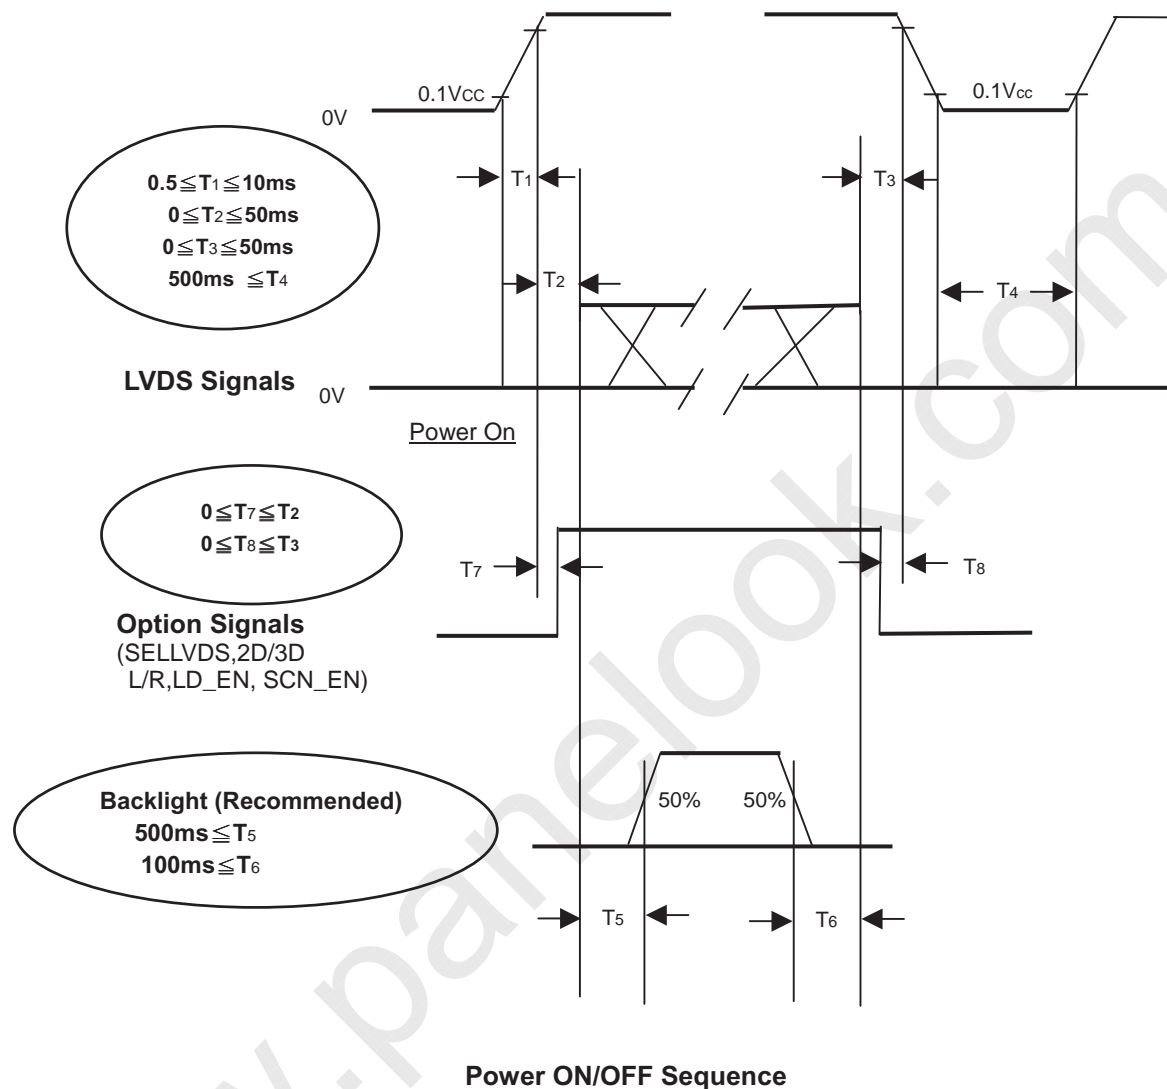 0.1VCC
0.1Vcc
0V
0.5≦T1≦10ms
0≦T2≦50ms
0≦T3≦50ms
500ms ≦T4
T1
T3
T2
T4
LVDS Signals
0V
Power On
0≦T7≦T2
0≦T8≦T3
T7
T8
Option Signals
(SELLVDS,2D/3D
L/R,LD_EN, SCN_EN)
Backlight (Recommended)
500ms≦T5
100ms≦T6
50%
50%
T5
T6
Power ON/OFF Sequence
.panelook.com